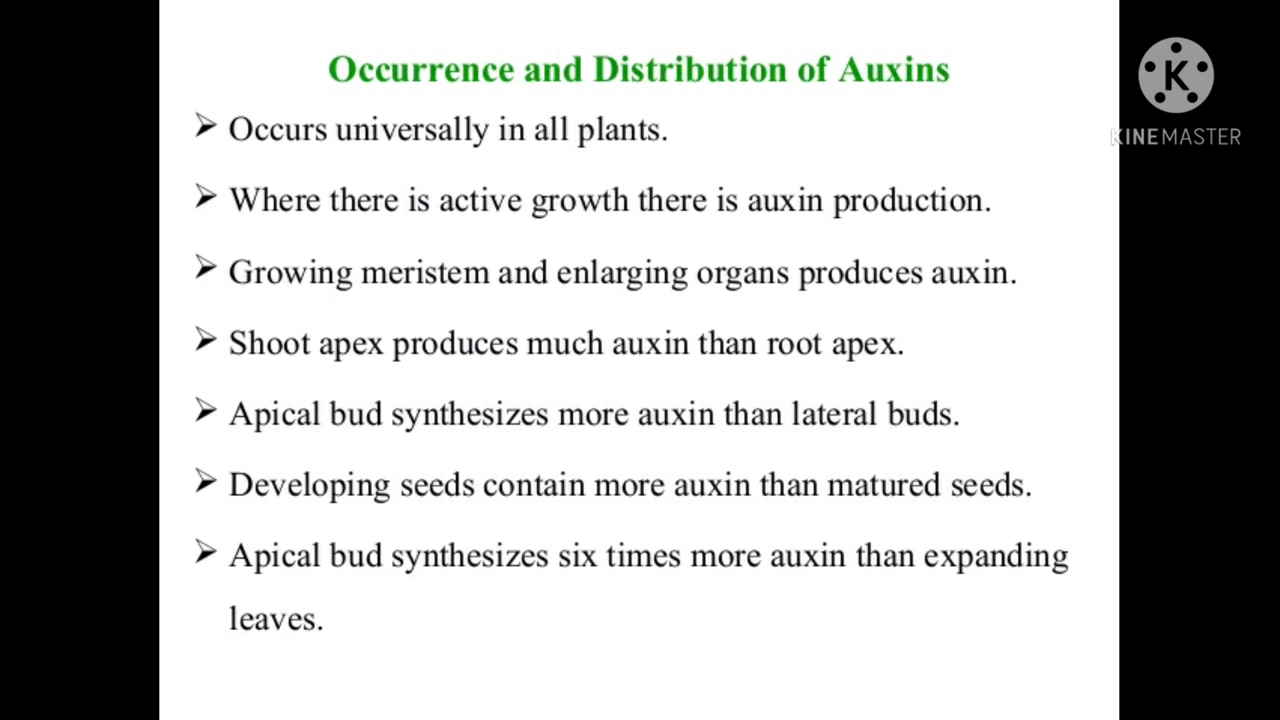 Occurrence and Distribution of Auxins
K
KINEMASTER
➢ Occurs universally in all plants.
➢ Where there is active growth there is auxin production.
➢ Growing meristem and enlarging organs produces auxin.
➢ Shoot apex produces much auxin than root apex.
➢ Apical bud synthesizes more auxin than lateral buds.
➢ Developing seeds contain more auxin than matured seeds.
➢ Apical bud synthesizes six times more auxin than expanding
leaves.